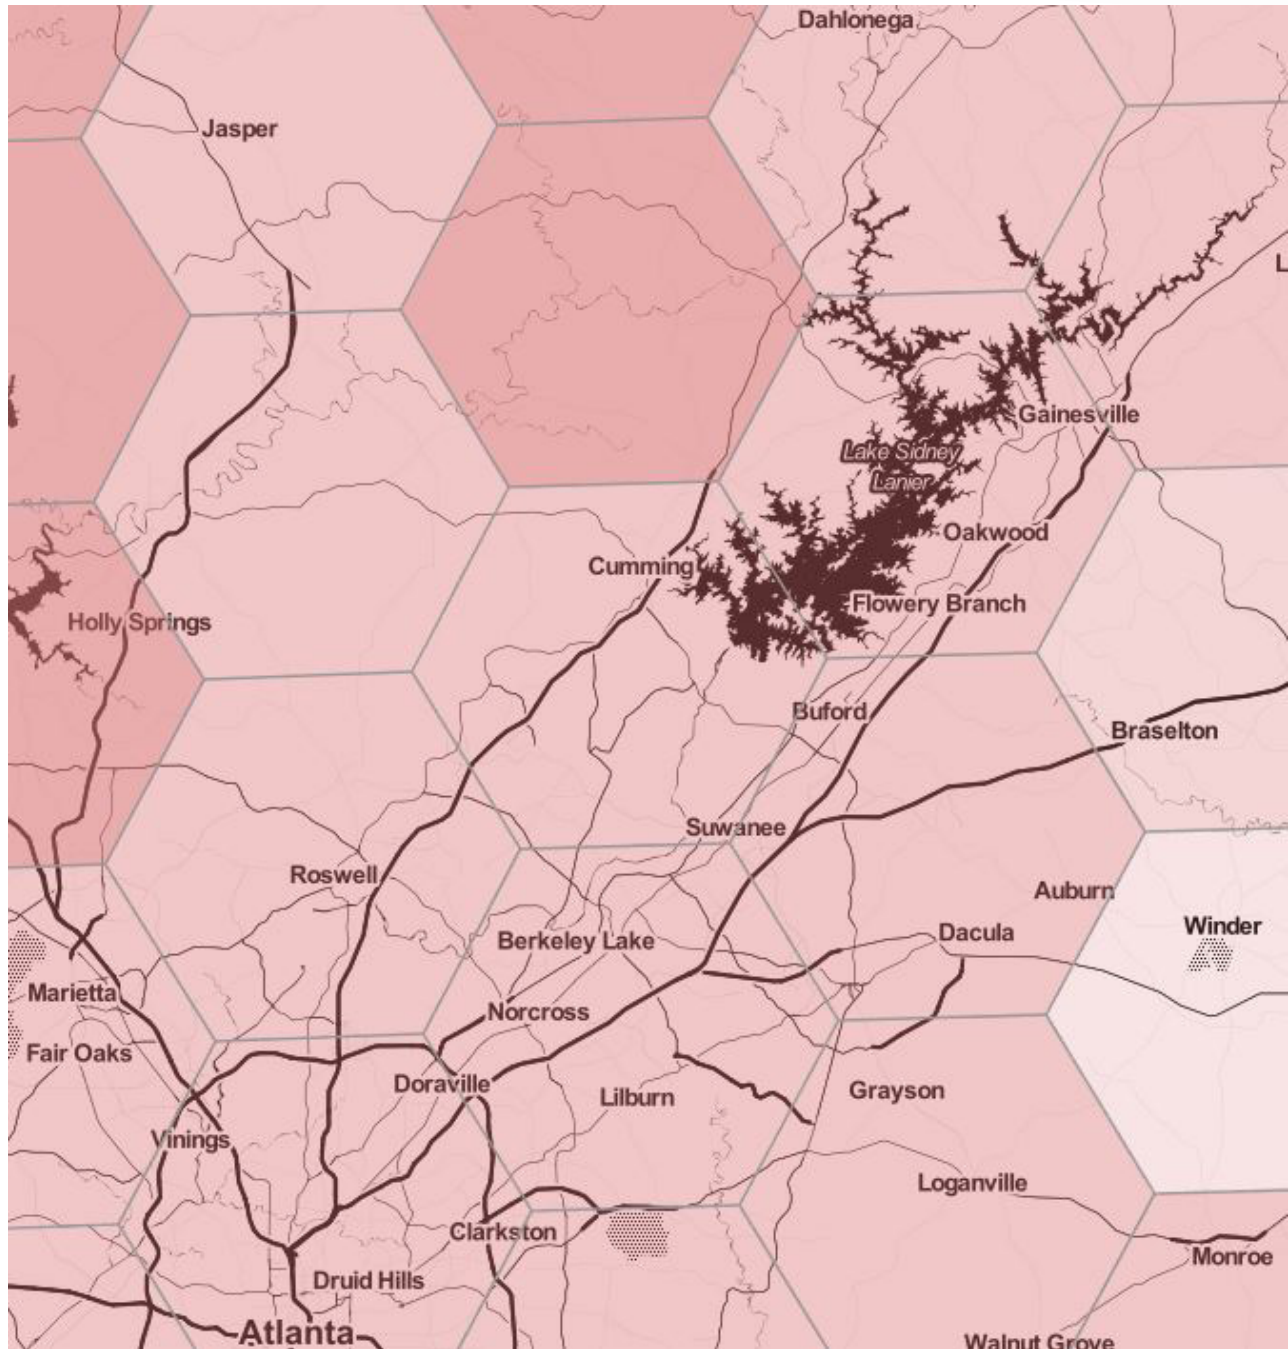 Dahlonega
Jasper
L
Gainesville
Lake Sidney
Lanier
Oakwood
Cumming
Flowery Branch
Holly Springs
Buford
Braselton
Suwanee
Roswell
Auburn
Winder
Berkeley Lake
Dacula
Marietta
Norcross
Fair Oaks
Doraville
Grayson
Lilburn
Vinings
Loganville
Clarkston
Monroe
Druid Hills
Atlanta
Walnut Grove